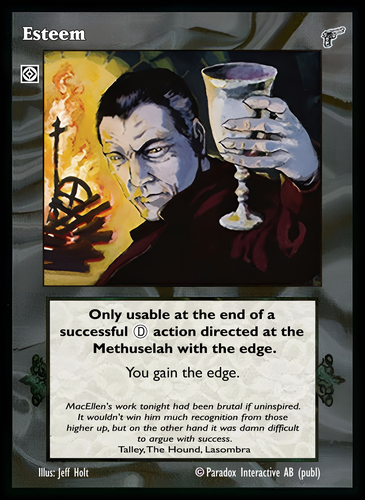 Esteem
Only usable at the end of a
successful Ⓓ action directed at the
Methuselah with the edge.
You gain the edge.
MacEllen's work tonight had been brutal if uninspired.
It wouldn't win him much recognition from those
higher up, but on the other hand it was damn difficult
to argue with success.
Talley, The Hound, Lasombra
Illus: Jeff Holt © Paradox Interactive AB (publ)